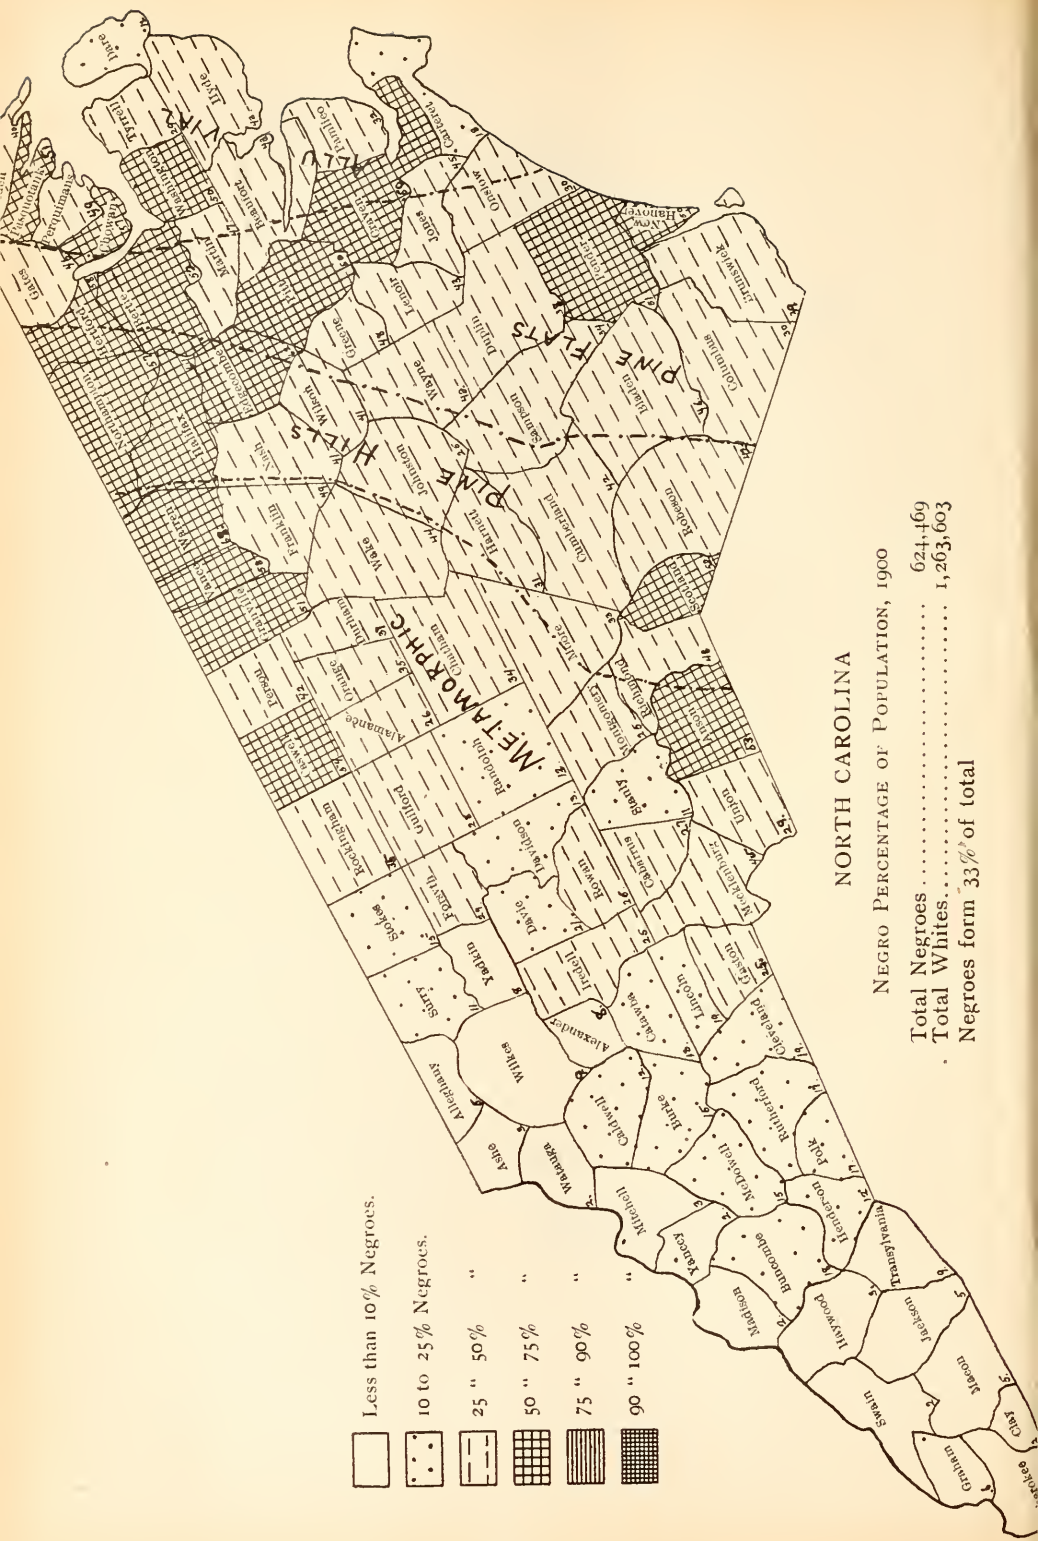 NORTH CAROLINA
NEGRO PERCENTAGE OF POPULATION, 1900
Total Negroes .................... 624,469
Total Whites .................... 1,263,603
Negroes form 33% of total
Less than 10% Negroes.
10 to 25% Negroes.
25 " 50% "
50 " 75% "
75 " 90% "
90 " 100% "
METAMORPHIC
PINE HILLS
PINE FLATS
ALLU VIA
Cherokee
Graham
Clay
Macon
Swain
Jackson
Haywood
Transylvania
Madison
Buncombe
Henderson
Yancey
Mitchell
McDowell
Polk
Rutherford
Watauga
Ashe
Caldwell
Burke
Cleveland
Alleghany
Wilkes
Alexander
Catawba
Lincoln
Gaston
Surry
Yadkin
Iredell
Stokes
Forsyth
Davie
Rowan
Cabarrus
Mecklenburg
Davidson
Stanly
Union
Rockingham
Guilford
Randolph
Montgomery
Anson
Richmond
Caswell
Alamance
Person
Orange
Durham
Chatham
Moore
Scotland
Granville
Vance
Warren
Franklin
Wake
Harnett
Cumberland
Robeson
Nash
Johnston
Sampson
Bladen
Columbus
Brunswick
Northampton
Halifax
Edgecombe
Wilson
Wayne
Duplin
Pender
New Hanover
Greene
Lenoir
Jones
Onslow
Hertford
Bertie
Martin
Pitt
Craven
Carteret
Gates
Chowan
Perquimans
Pasquotank
Washington
Beaufort
Pamlico
Tyrrell
Hyde
Dare